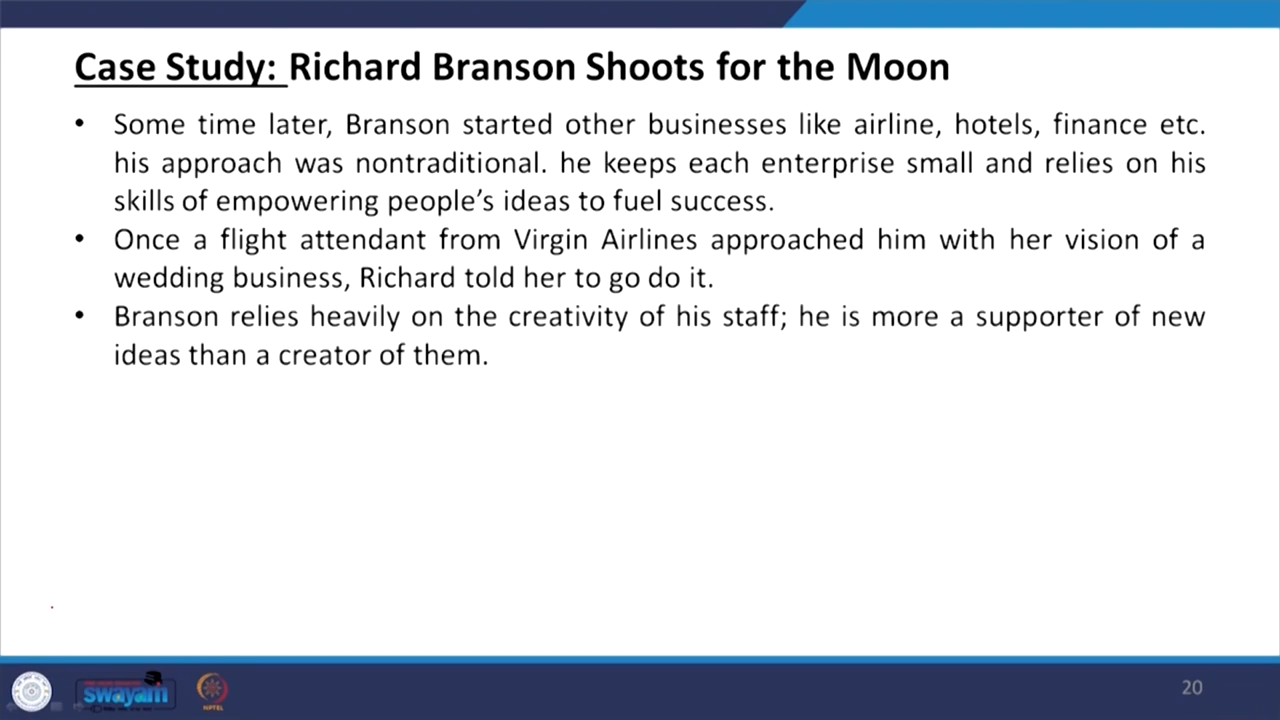 Case Study: Richard Branson Shoots for the Moon
• Some time later, Branson started other businesses like airline, hotels, finance etc.
his approach was nontraditional. he keeps each enterprise small and relies on his
skills of empowering people’s ideas to fuel success.
• Once a flight attendant from Virgin Airlines approached him with her vision of a
wedding business, Richard told her to go do it.
• Branson relies heavily on the creativity of his staff; he is more a supporter of new
ideas than a creator of them.
swayam
NPTEL
20